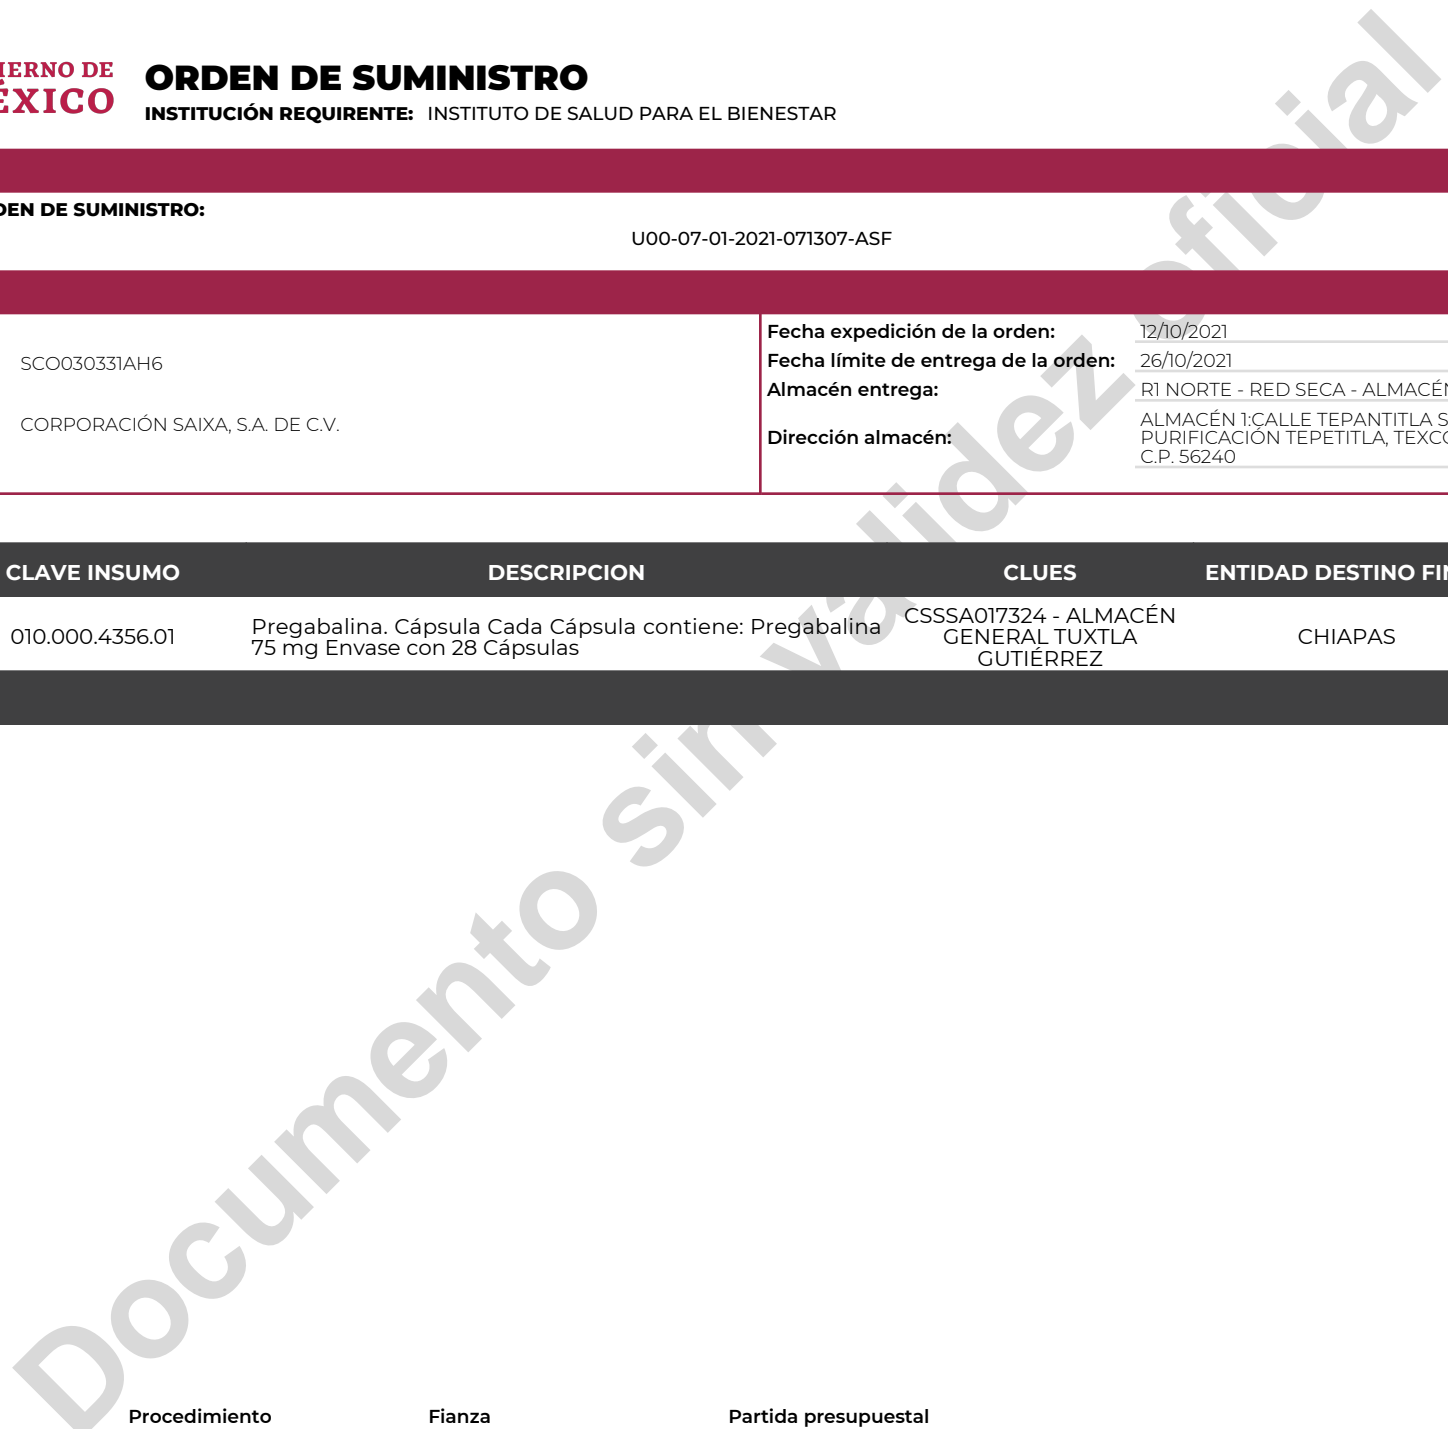 IERNO DE
ÉXICO
ORDEN DE SUMINISTRO
INSTITUCIÓN REQUIRENTE: INSTITUTO DE SALUD PARA EL BIENESTAR
DEN DE SUMINISTRO:
U00-07-01-2021-071307-ASF
SCO030331AH6
CORPORACIÓN SAIXA, S.A. DE C.V.
Fecha expedición de la orden: 12/10/2021
Fecha límite de entrega de la orden: 26/10/2021
Almacén entrega: R1 NORTE - RED SECA - ALMACÉN
Dirección almacén:
ALMACÉN 1:CALLE TEPANTITLA S
PURIFICACIÓN TEPETITLA, TEXCO
C.P. 56240
CLAVE INSUMO DESCRIPCION CLUES ENTIDAD DESTINO FIN
010.000.4356.01
Pregabalina. Cápsula Cada Cápsula contiene: Pregabalina
75 mg Envase con 28 Cápsulas
CSSSA017324 - ALMACÉN
GENERAL TUXTLA
GUTIÉRREZ
CHIAPAS
Documento sin validez oficial
Procedimiento Fianza Partida presupuestal